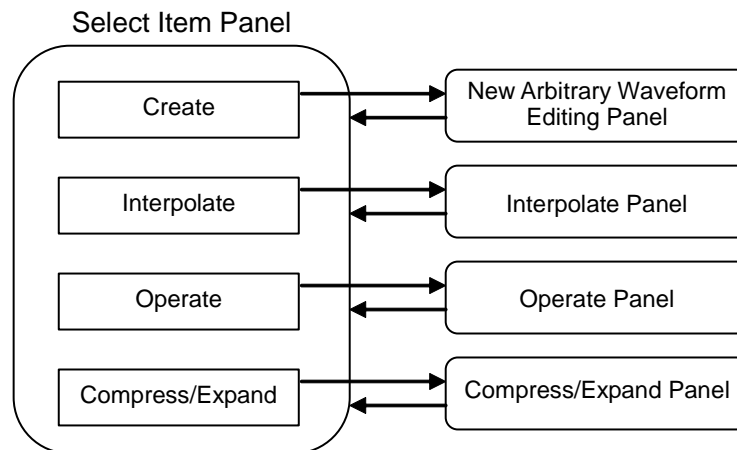 Select Item Panel
Create
New Arbitrary Waveform
Editing Panel
Interpolate
Interpolate Panel
Operate
Operate Panel
Compress/Expand
Compress/Expand Panel